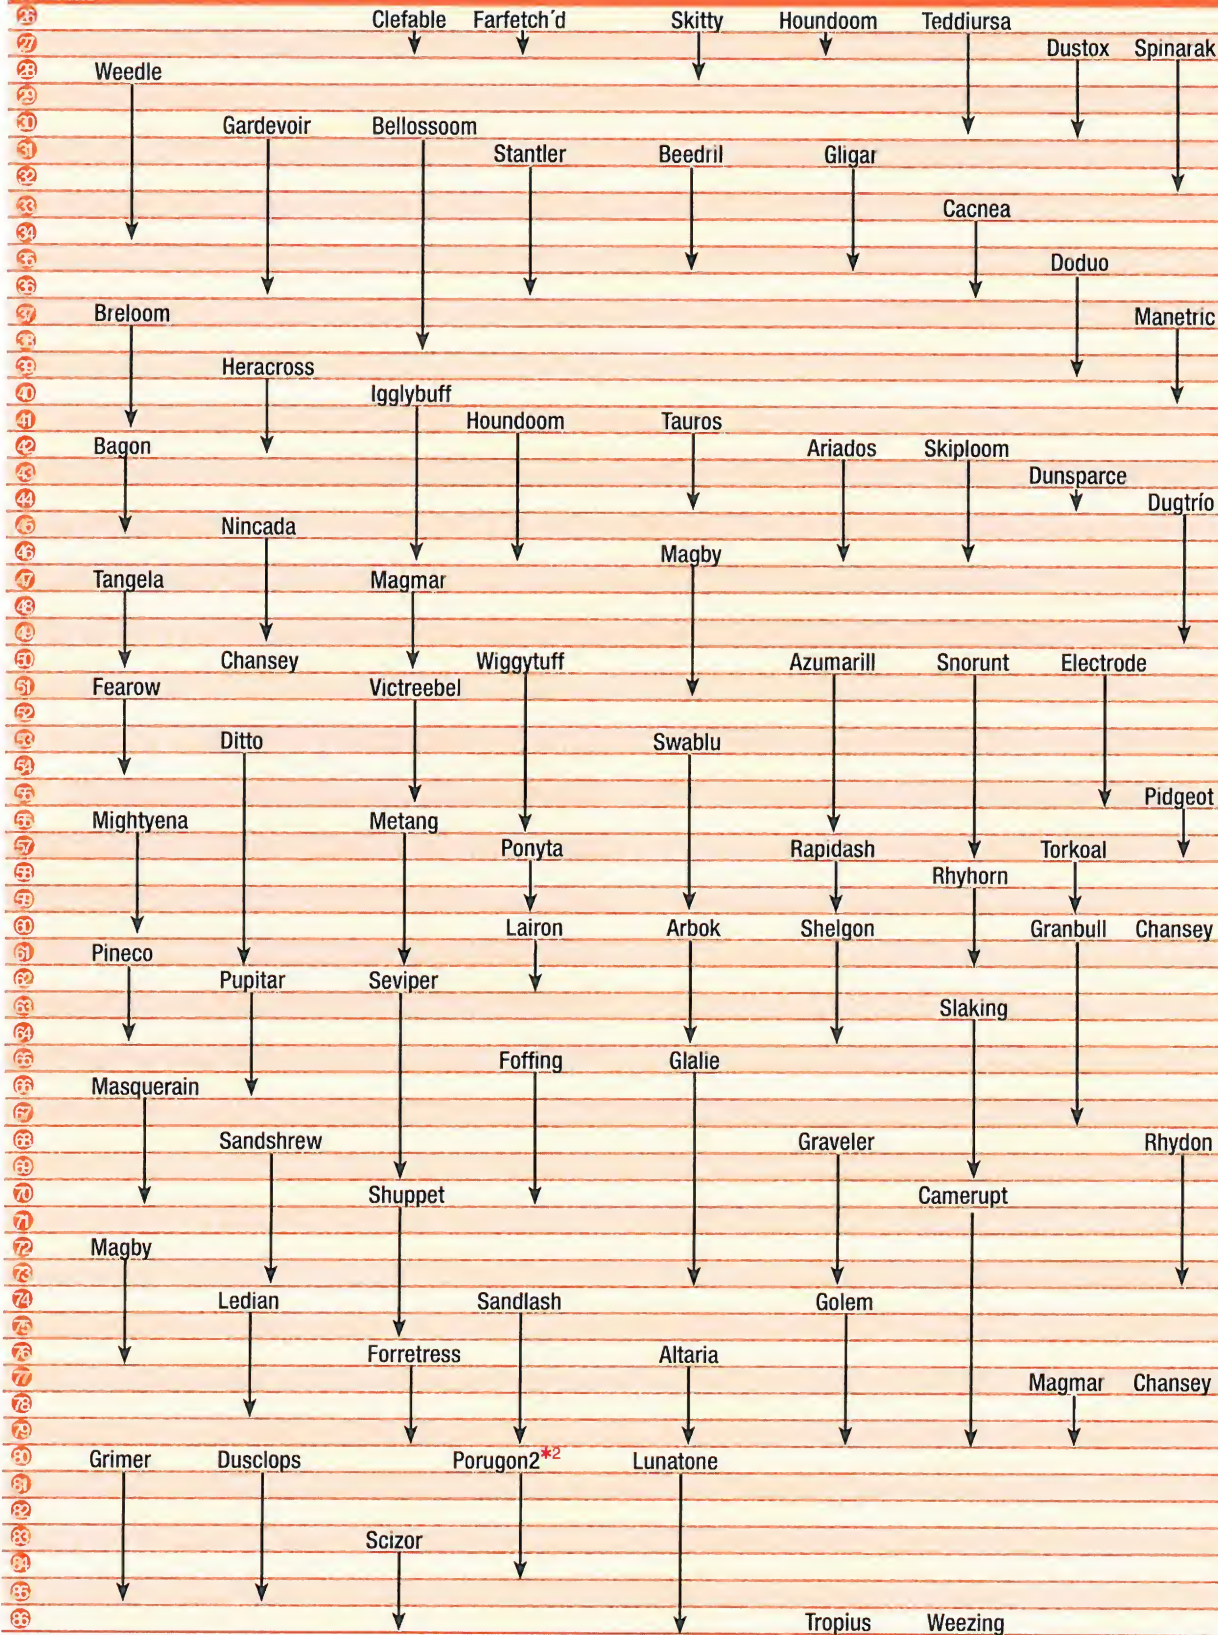 26 Clefable Farfetch´d Skitty Houndoom Teddiursa
27 Dustox Spinarak
28 Weedle
29
30 Gardevoir Bellossoom
31 Stantler Beedril Gligar
32
33 Cacnea
34
35 Doduo
36
37 Breloom Manetric
38
39 Heracross
40 Igglybuff
41 Houndoom Tauros
42 Bagon Ariados Skiploom
43 Dunsparce
44 Dugtrío
45 Nincada
46 Magby
47 Tangela Magmar
48
49
50 Chansey Wiggytuff Azumarill Snorunt Electrode
51 Fearow Victreebel
52
53 Ditto Swablu
54
55 Pidgeot
56 Mightyena Metang
57 Ponyta Rapidash Torkoal
58 Rhyhorn
59
60 Lairon Arbok Shelgon Granbull Chansey
61 Pineco
62 Pupitar Seviper
63 Slaking
64
65 Foffing Glalie
66 Masquerain
67
68 Sandshrew Graveler Rhydon
69
70 Shuppet Camerupt
71
72 Magby
73
74 Ledian Sandlash Golem
75
76 Forretress Altaria
77 Magmar Chansey
78
79
80 Grimer Dusclops Porugon2*2 Lunatone
81
82
83 Scizor
84
85
86 Tropius Weezing